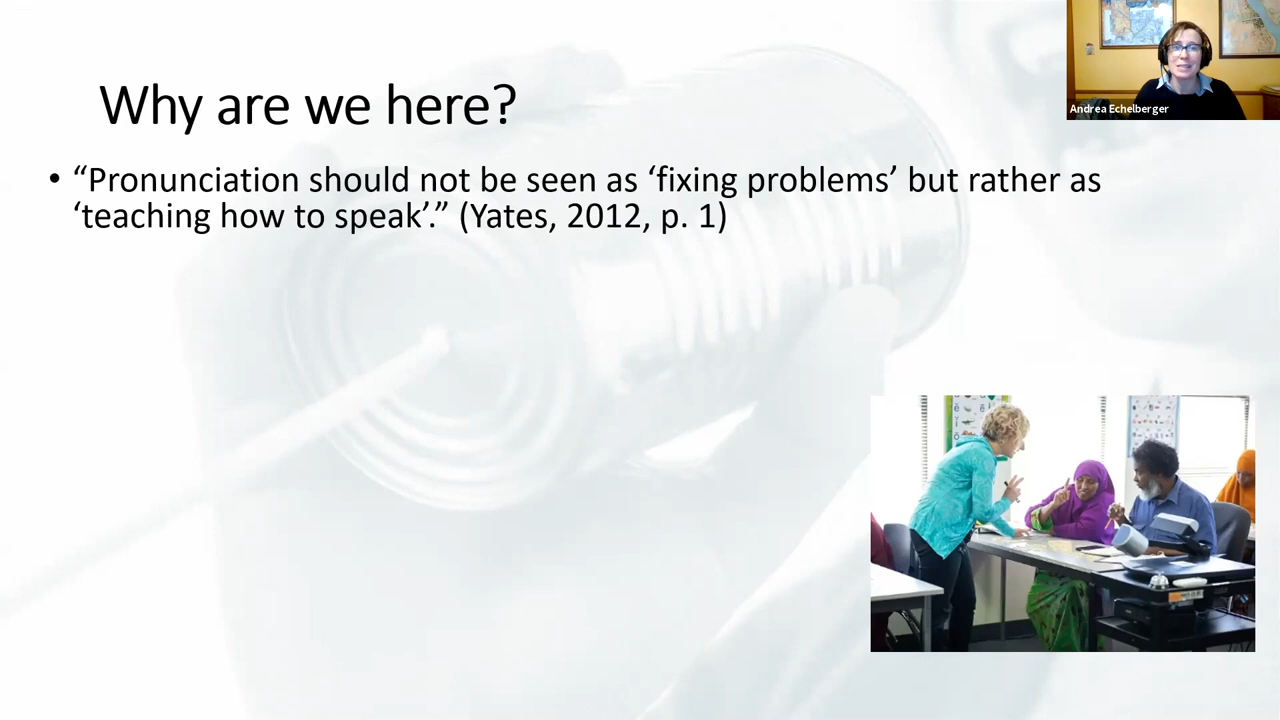 Why are we here?
Andrea Echelberger
• “Pronunciation should not be seen as ‘fixing problems’ but rather as
‘teaching how to speak’.” (Yates, 2012, p. 1)